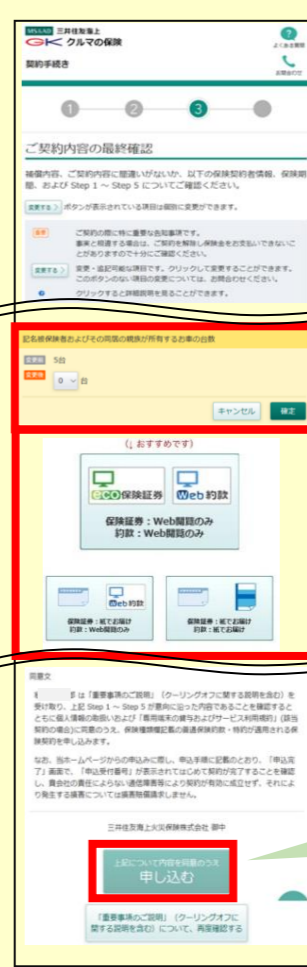 MS&AD 三井住友海上
GK クルマの保険
よくある質問
契約手続き
お問合わせ
1
2
3
ご契約内容の最終確認
補償内容、ご契約内容に間違いがないか、以下の保険契約者情報、保険期
間、および Step 1 ~ Step 5 についてご確認ください。
変更する > ボタンが表示されている項目は個別に変更ができます。
重要 ご契約の際に特に重要な告知事項です。
事実と相違する場合は、ご契約を解除し保険金をお支払いできないこ
とがありますので十分にご確認ください。
変更する > 変更・追記可能な項目です。クリックして変更することができます。
このボタンのない項目の変更については、お問合わせください。
クリックすると詳細説明を見ることができます。
記名被保険者およびその同居の親族が所有するお車の台数
変更前 5台
変更後 0 台
キャンセル
確定
(↓おすすめです)
eco保険証券
Web約款
保険証券:Web閲覧のみ
約款:Web閲覧のみ
Web約款
保険証券:紙でお届け
約款:Web閲覧のみ
保険証券:紙でお届け
約款:紙でお届け
同意文
は「重要事項のご説明」(クーリングオフに関する説明を含む)を
受け取り、上記 Step 1 ~ Step 5 が意向に沿った内容であることを確認すると
ともに個人情報の取扱いおよび「専用端末の貸与およびサービス利用規約」(該当
契約の場合)に同意のうえ、保険種類欄記載の普通保険約款・特約が適用される保
険契約を申し込みます。
なお、当ホームページからの申込みに際し、申込手順に記載のとおり、「申込完
了」画面で、「申込受付番号」が表示されてはじめて契約が完了することを確認
し、貴会社の責任によらない通信障害等により契約が有効に成立せず、それによ
り発生する損害については損害賠償請求しません。
三井住友海上火災保険株式会社 御中
上記について内容を同意のうえ
申し込む
「重要事項のご説明」(クーリングオフに
関する説明を含む)について、再度確認する